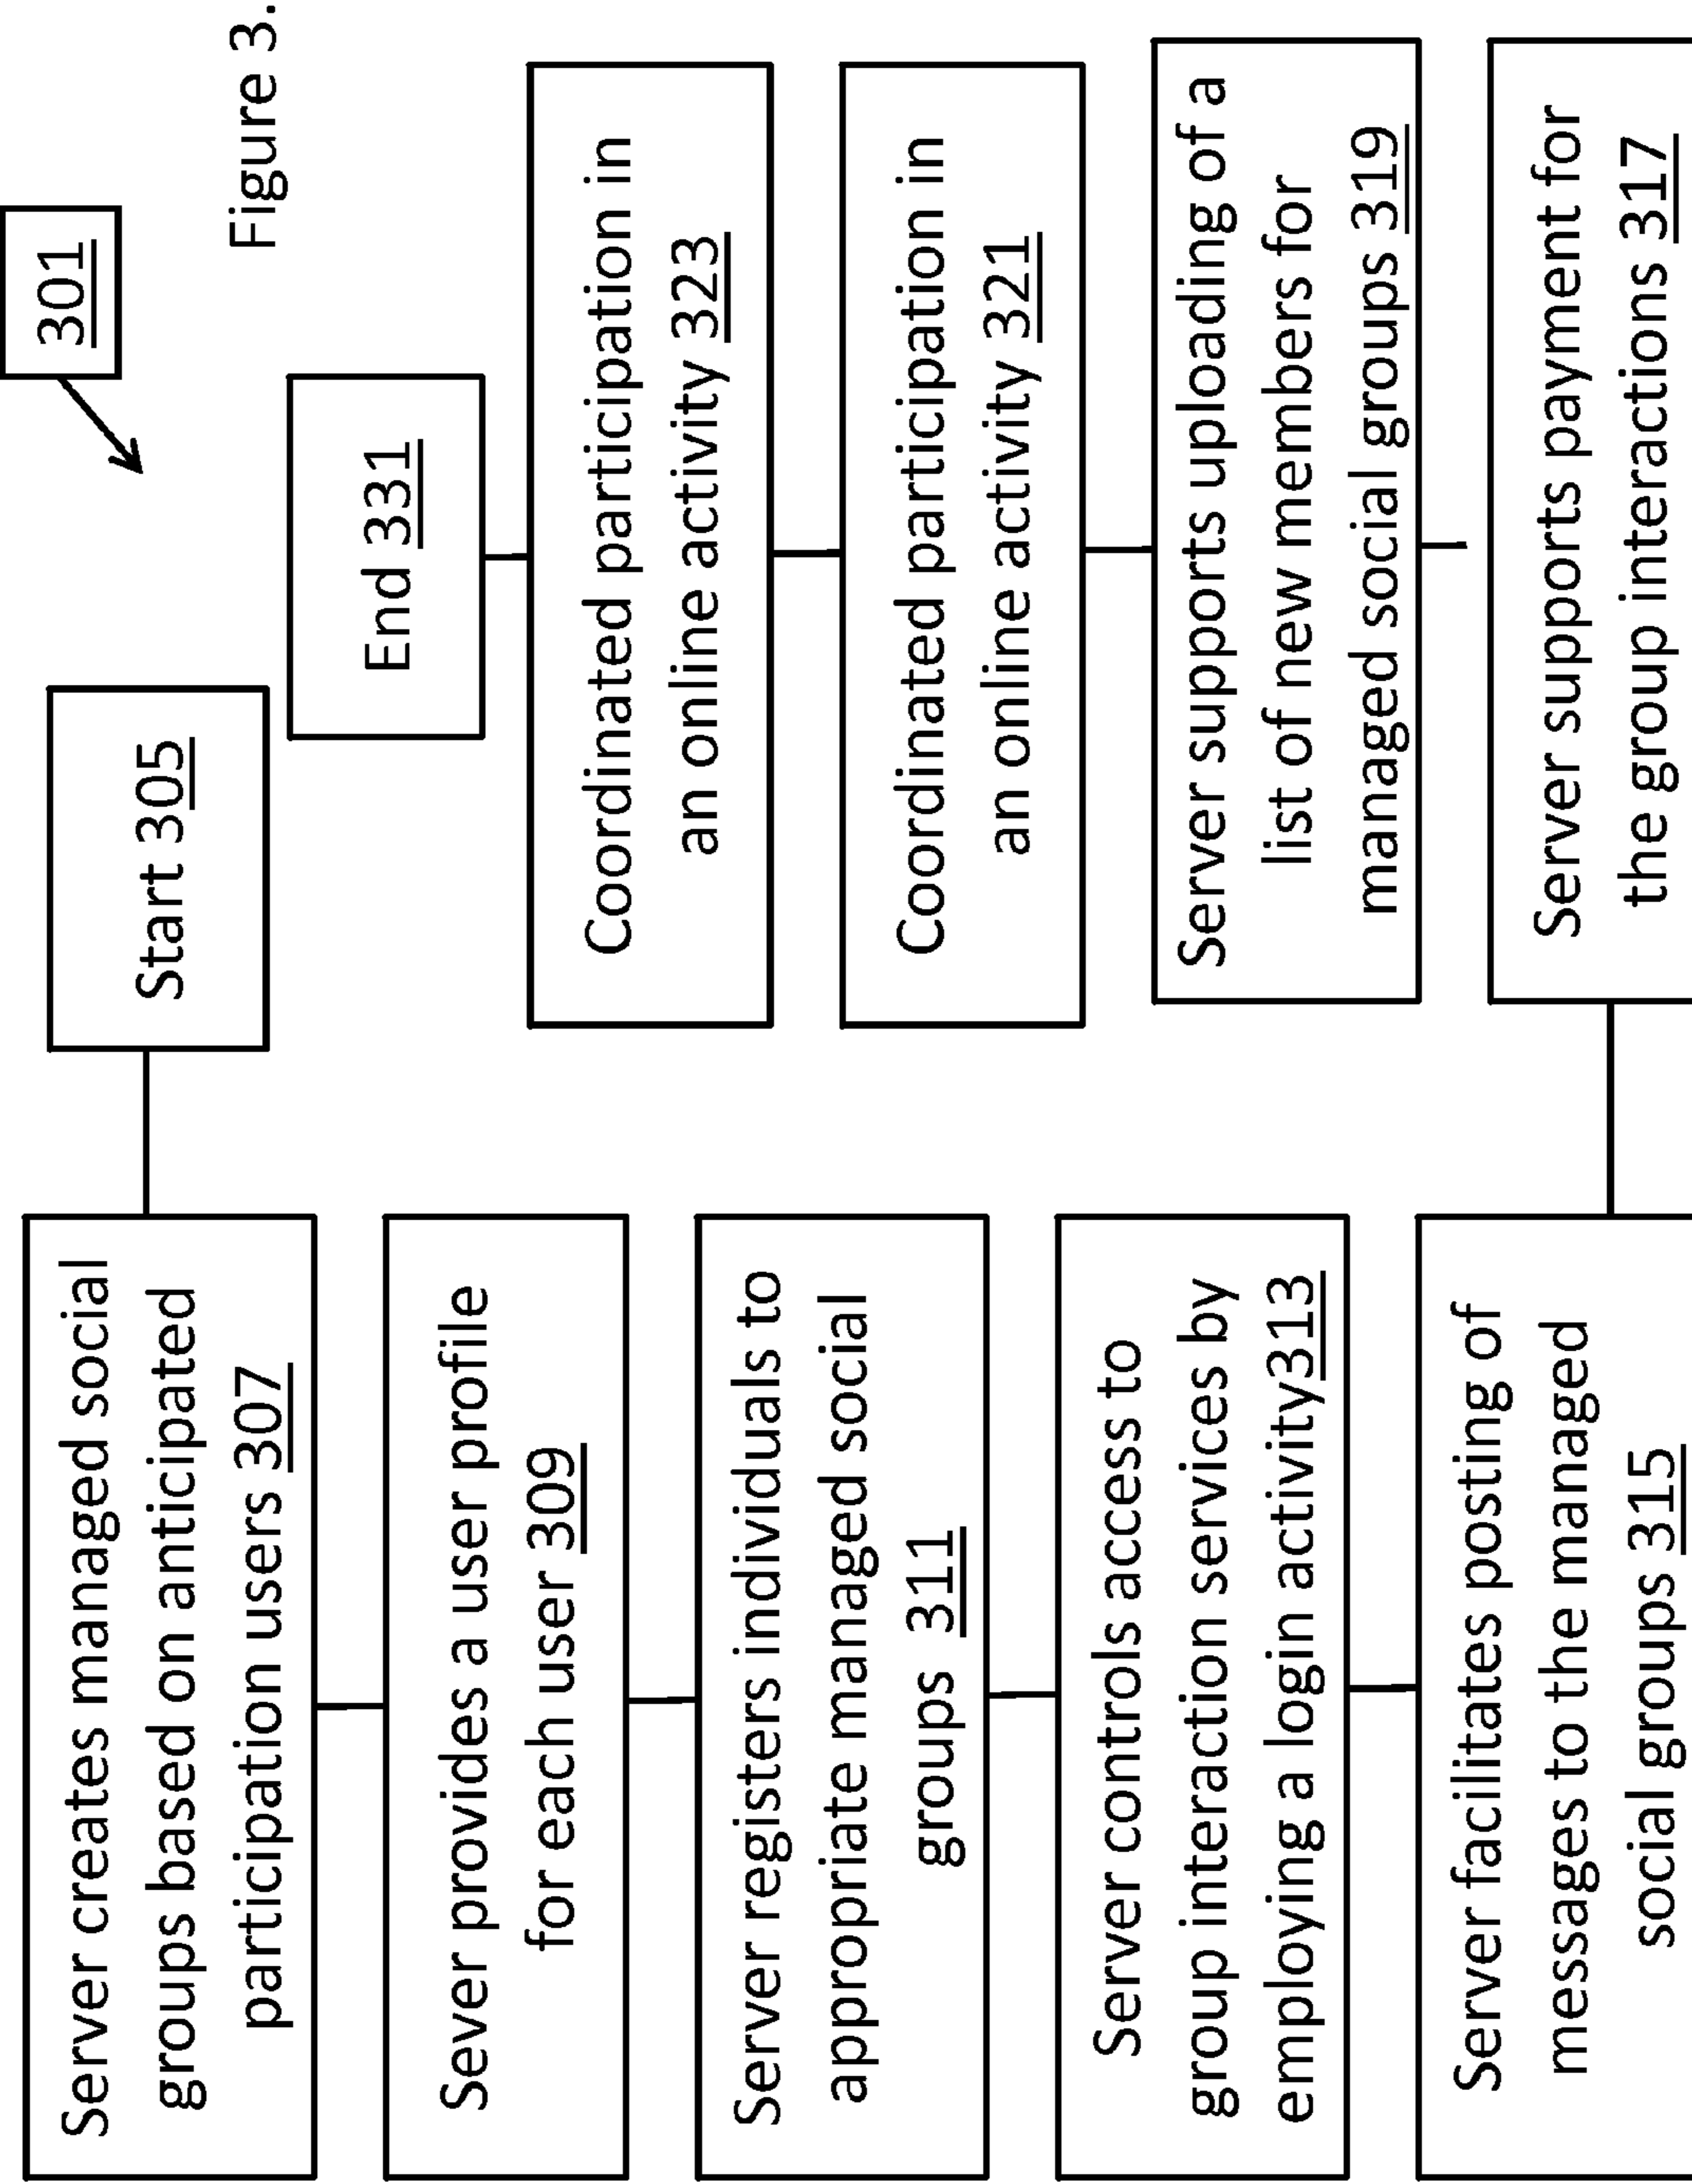 301
Figure 3.
Start 305
Server creates managed social
groups based on anticipated
participation users 307
Sever provides a user profile
for each user 309
Server registers individuals to
appropriate managed social
groups 311
Server controls access to
group interaction services by
employing a login activity313
Server facilitates posting of
messages to the managed
social groups 315
Server supports payment for
the group interactions 317
Server supports uploading of a
list of new members for
managed social groups 319
Coordinated participation in
an online activity 321
Coordinated participation in
an online activity 323
End 331